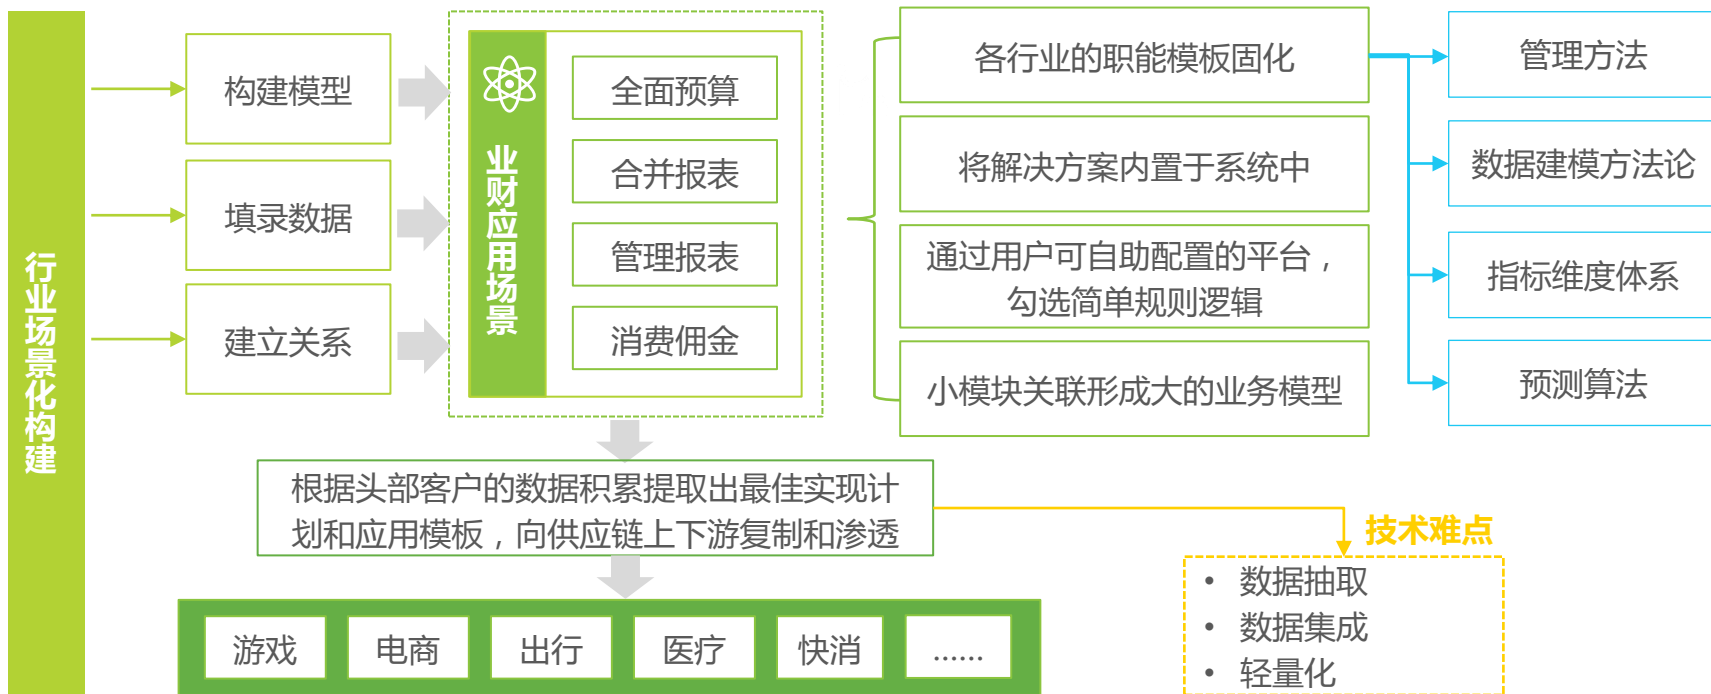 行业场景化构建
构建模型
填录数据
建立关系
业财应用场景
全面预算
合并报表
管理报表
消费佣金
各行业的职能模板固化
将解决方案内置于系统中
通过用户可自助配置的平台，
勾选简单规则逻辑
小模块关联形成大的业务模型
管理方法
数据建模方法论
指标维度体系
预测算法
根据头部客户的数据积累提取出最佳实现计
划和应用模板，向供应链上下游复制和渗透
技术难点
• 数据抽取
• 数据集成
• 轻量化
游戏
电商
出行
医疗
快消
……